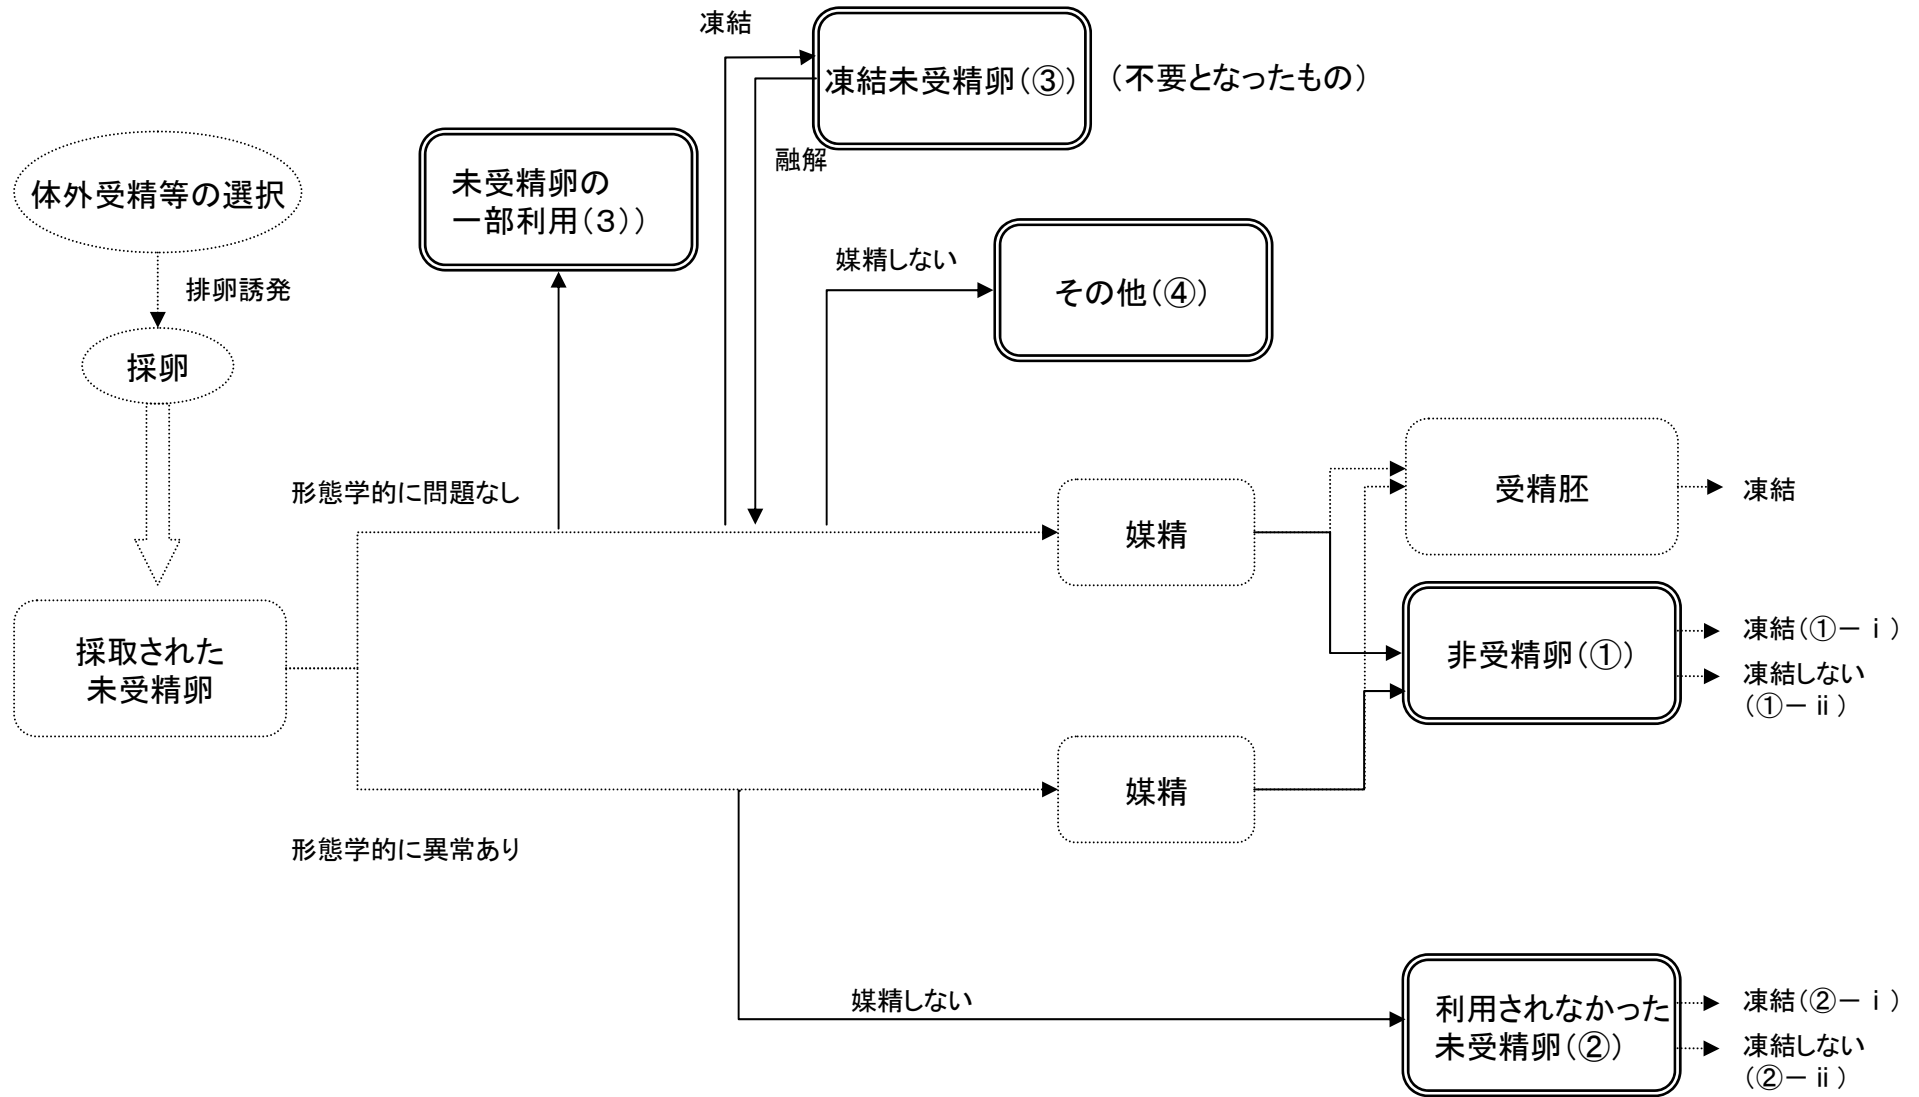 凍結
凍結未受精卵(③)
(不要となったもの)
融解
未受精卵の
一部利用(3))
体外受精等の選択
排卵誘発
採卵
媒精しない
その他(④)
形態学的に問題なし
媒精
受精胚
凍結
採取された
未受精卵
非受精卵(①)
凍結(①－ⅰ)
凍結しない
(①－ⅱ)
媒精
形態学的に異常あり
媒精しない
利用されなかった
未受精卵(②)
凍結(②－ⅰ)
凍結しない
(②－ⅱ)